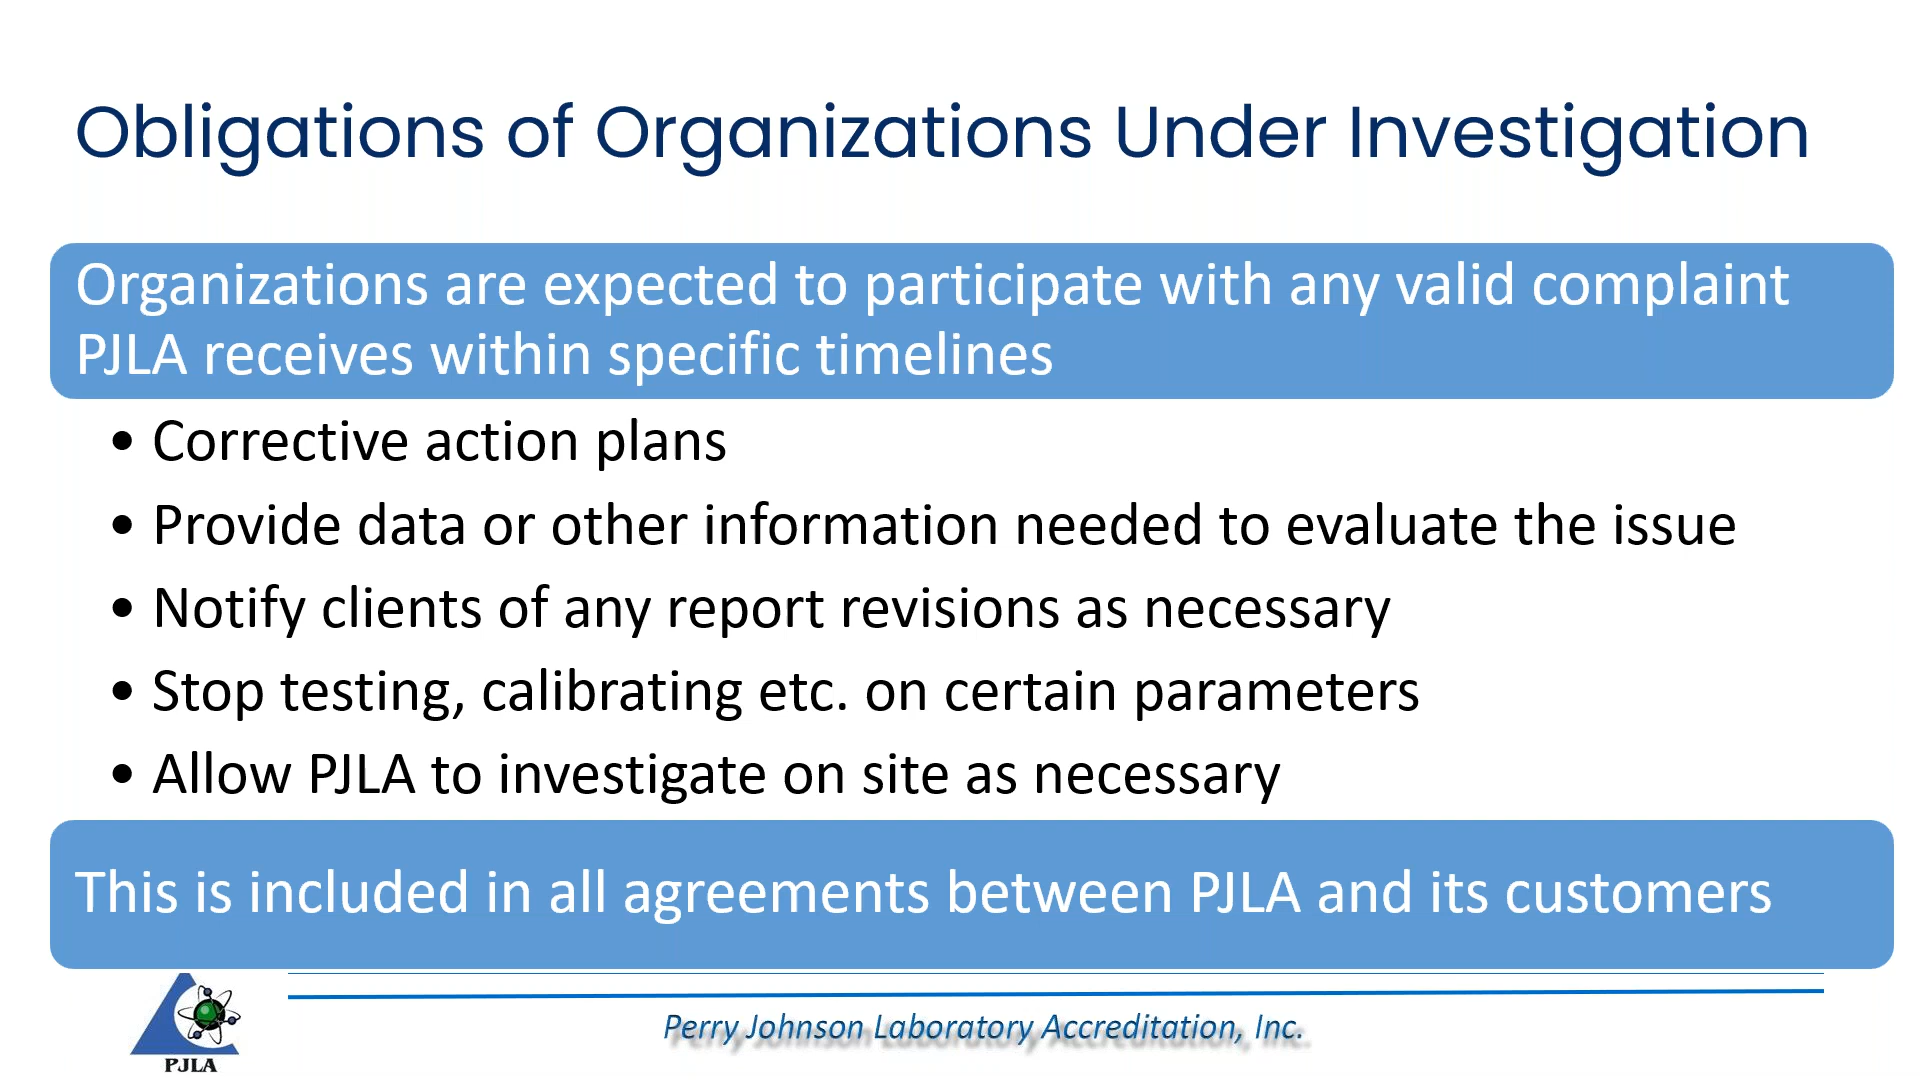 Obligations of Organizations Under Investigation
Organizations are expected to participate with any valid complaint
PJLA receives within specific timelines
• Corrective action plans
• Provide data or other information needed to evaluate the issue
• Notify clients of any report revisions as necessary
• Stop testing, calibrating etc. on certain parameters
• Allow PJLA to investigate on site as necessary
This is included in all agreements between PJLA and its customers
PJLA
Perry Johnson Laboratory Accreditation, Inc.